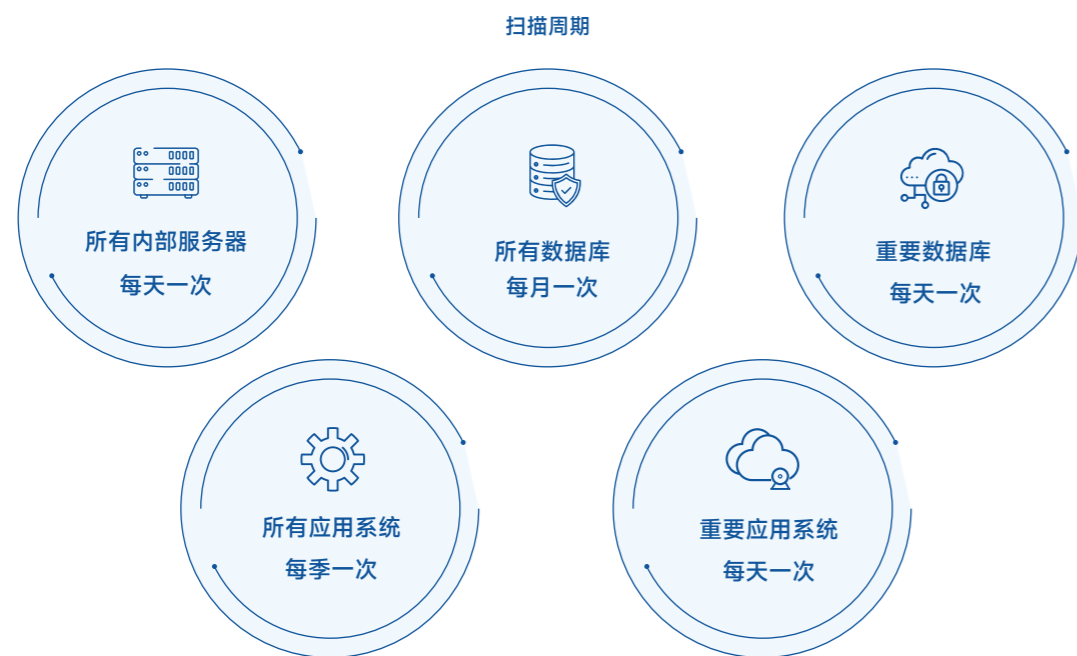 扫描周期
所有内部服务器
每天一次
所有数据库
每月一次
重要数据库
每天一次
所有应用系统
每季一次
重要应用系统
每天一次